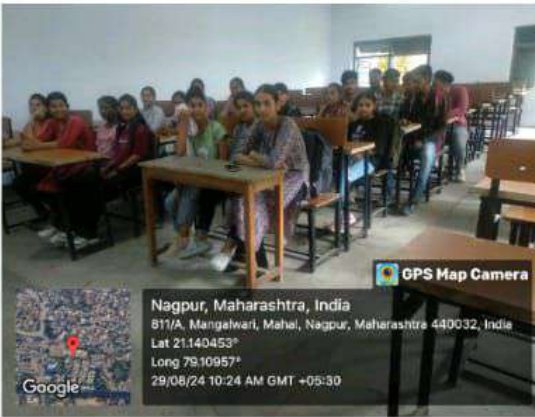 GPS Map Camera
Nagpur, Maharashtra, India
811/A, Mangalwari, Mahal, Nagpur, Maharashtra 440032, India
Lat 21.140453°
Long 79.10957°
29/08/24 10:24 AM GMT +05:30
Google